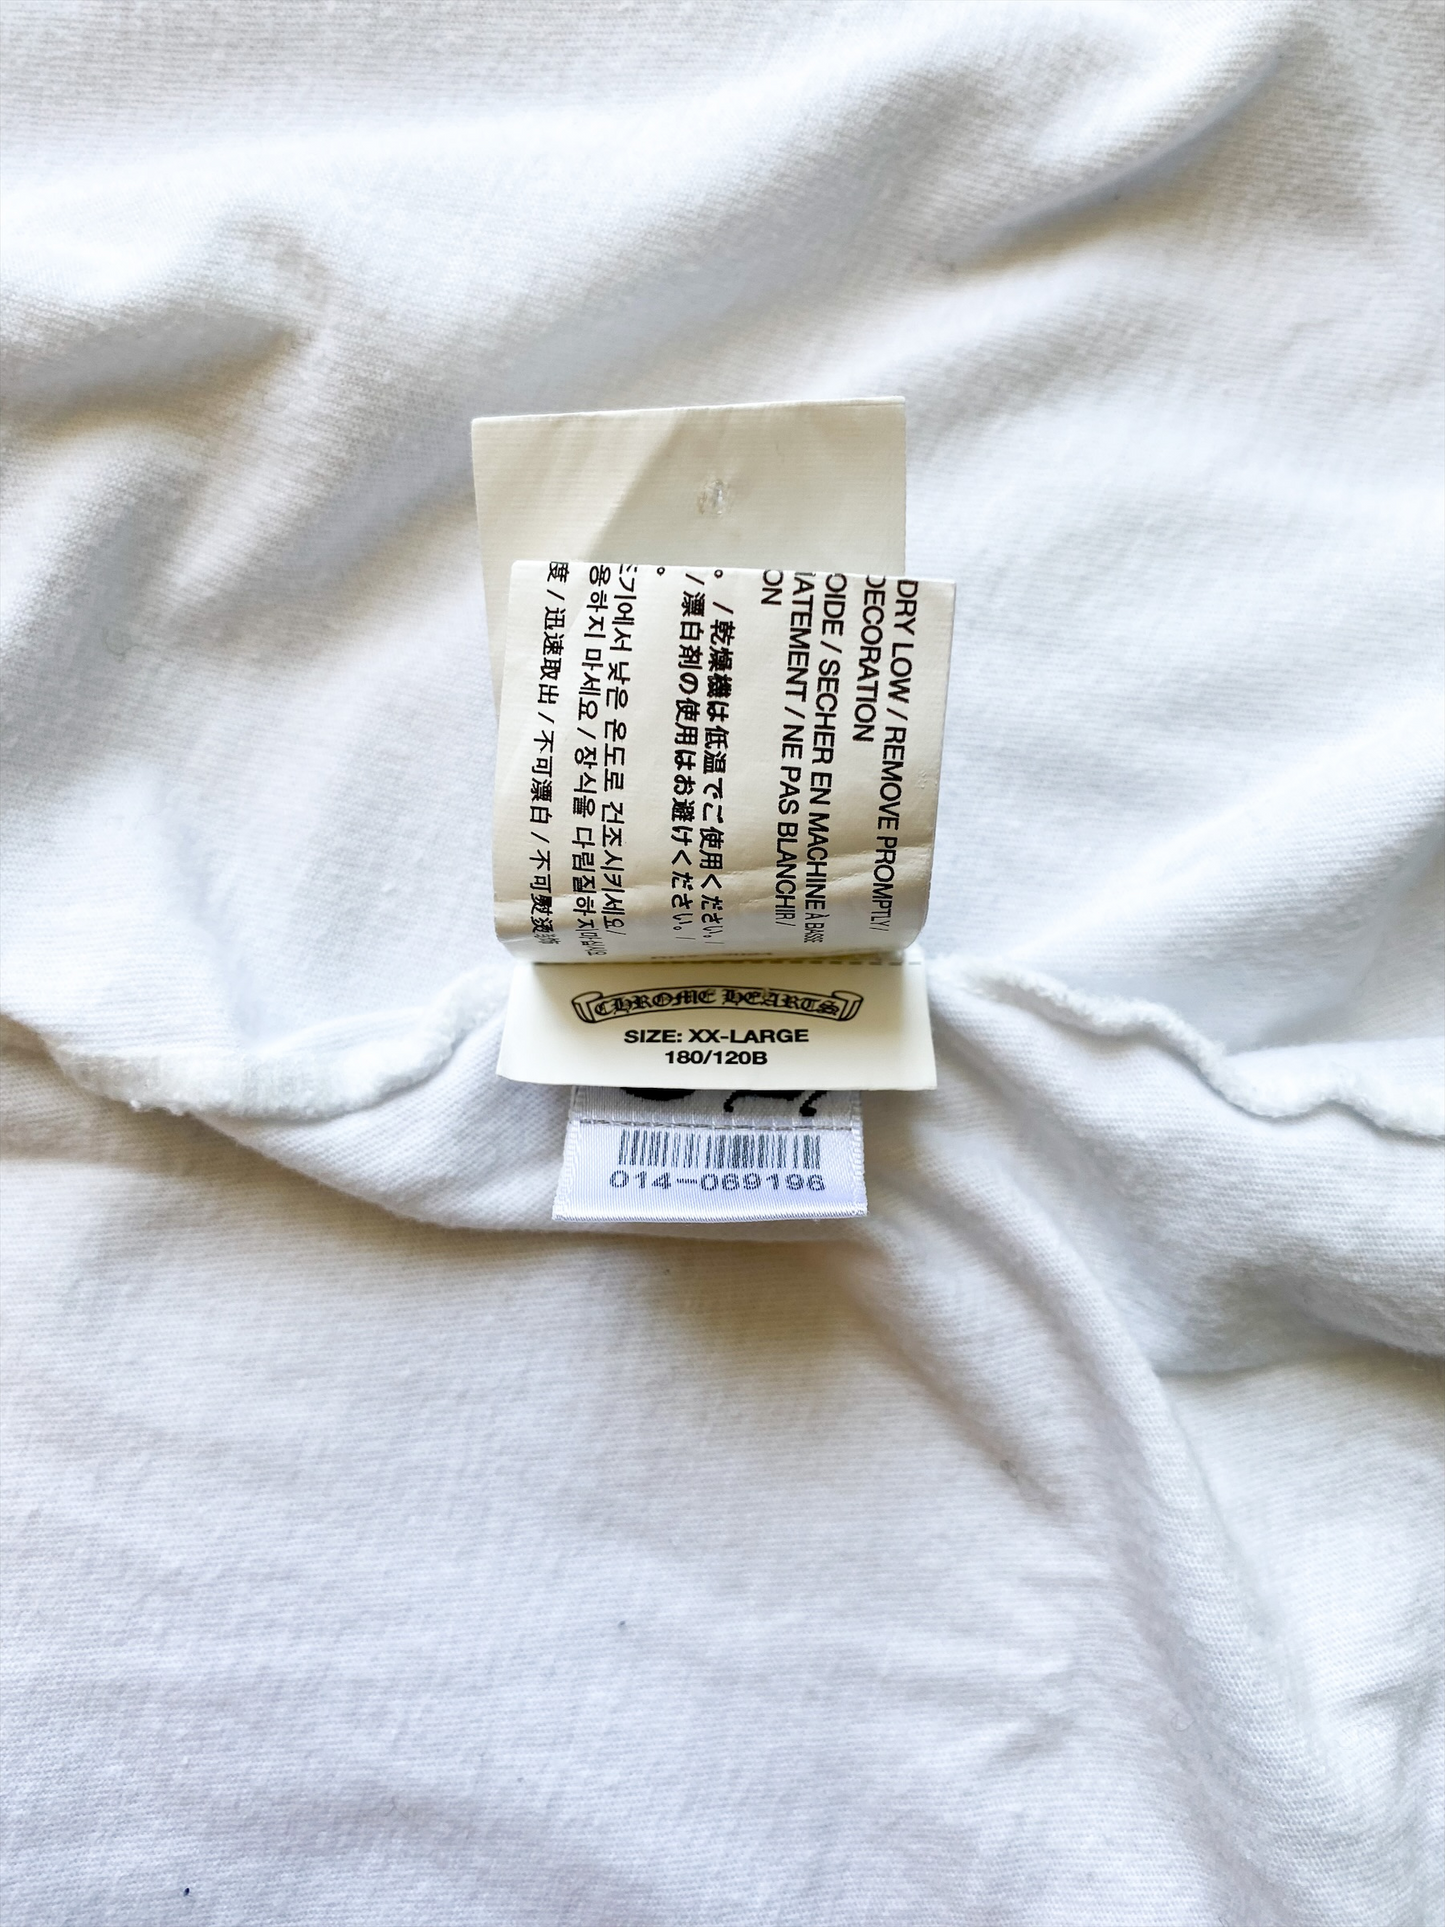 DRY LOW / REMOVE PROMPTLY /
DECORATION
OIDE / SECHER EN MACHINE À BASSE
ATEMENT / NE PAS BLANCHIR /
ON
。 / 乾燥機は低温でご使用ください。 /
/ 漂白剤の使用はお避けください。 /
。
기에서 낮은 온도로 건조시키세요 /
용하지 마세요 / 장식을 다림질하지 마십시오
度 / 迅速取出 / 不可漂白 / 不可熨烫
CHROME HEARTS
SIZE: XX-LARGE
180/120B
014-069196